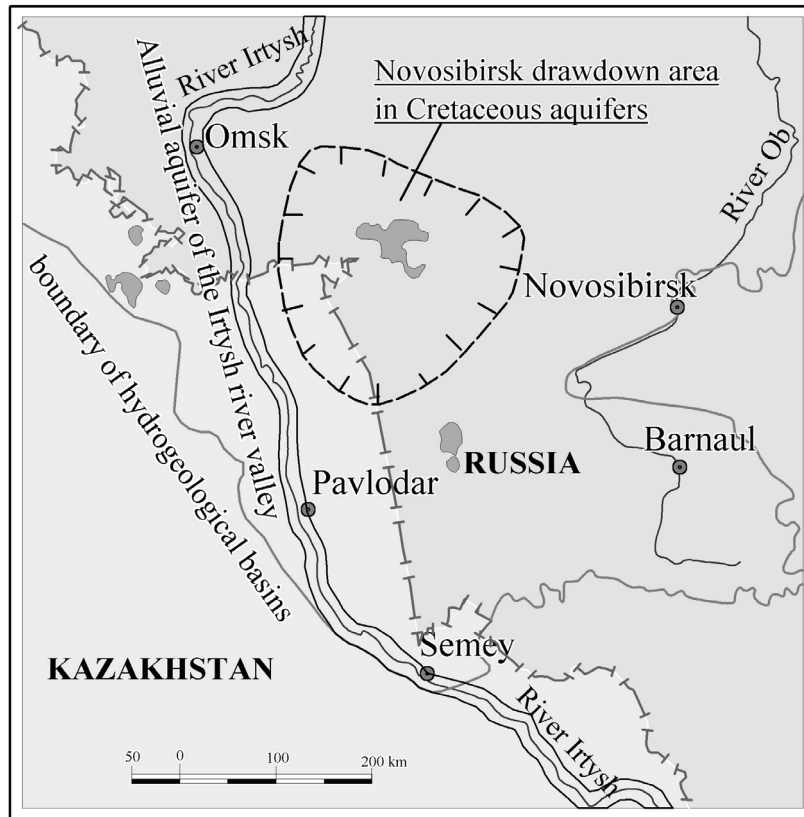 River Irtysh
Novosibirsk drawdown area
in Cretaceous aquifers
Alluvial aquifer of the Irtysh river valley
Omsk
River Ob
Novosibirsk
boundary of hydrogeological basins
Barnaul
RUSSIA
Pavlodar
Semey
KAZAKHSTAN
River Irtysh
50 0 100 200 km